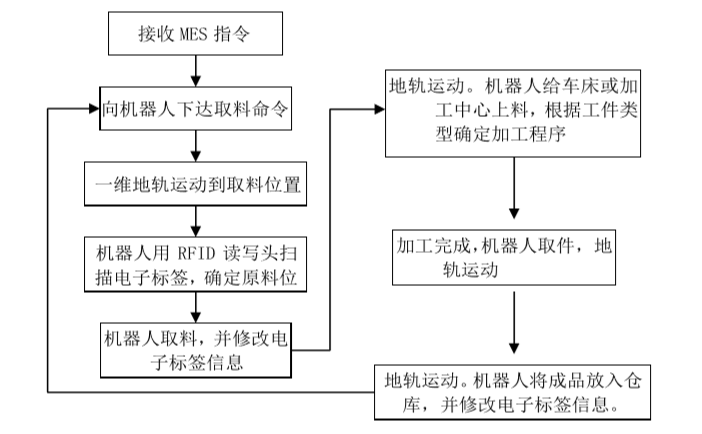 接收 MES 指令
向机器人下达取料命令
一维地轨运动到取料位置
机器人用 RFID 读写头扫
描电子标签，确定原料位
机器人取料，并修改电
子标签信息
地轨运动。机器人给车床或加
工中心上料，根据工件类
型确定加工程序
加工完成，机器人取件，地
轨运动
地轨运动。机器人将成品放入仓
库，并修改电子标签信息。